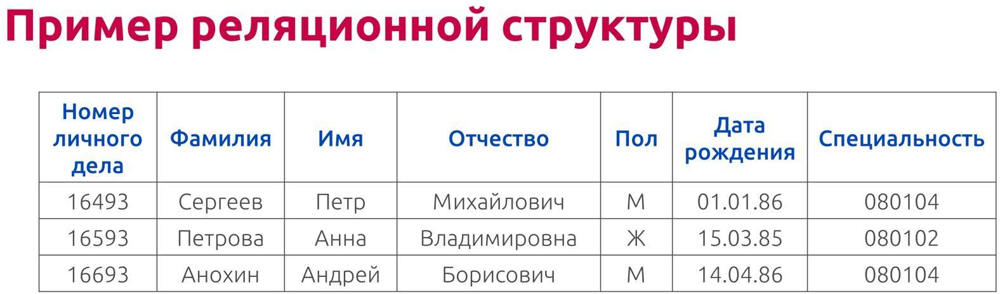 Пример реляционной структуры
Номер личного дела Фамилия Имя Отчество Пол Дата рождения Специальность
16493 Сергеев Петр Михайлович М 01.01.86 080104
16593 Петрова Анна Владимировна Ж 15.03.85 080102
16693 Анохин Андрей Борисович М 14.04.86 080104